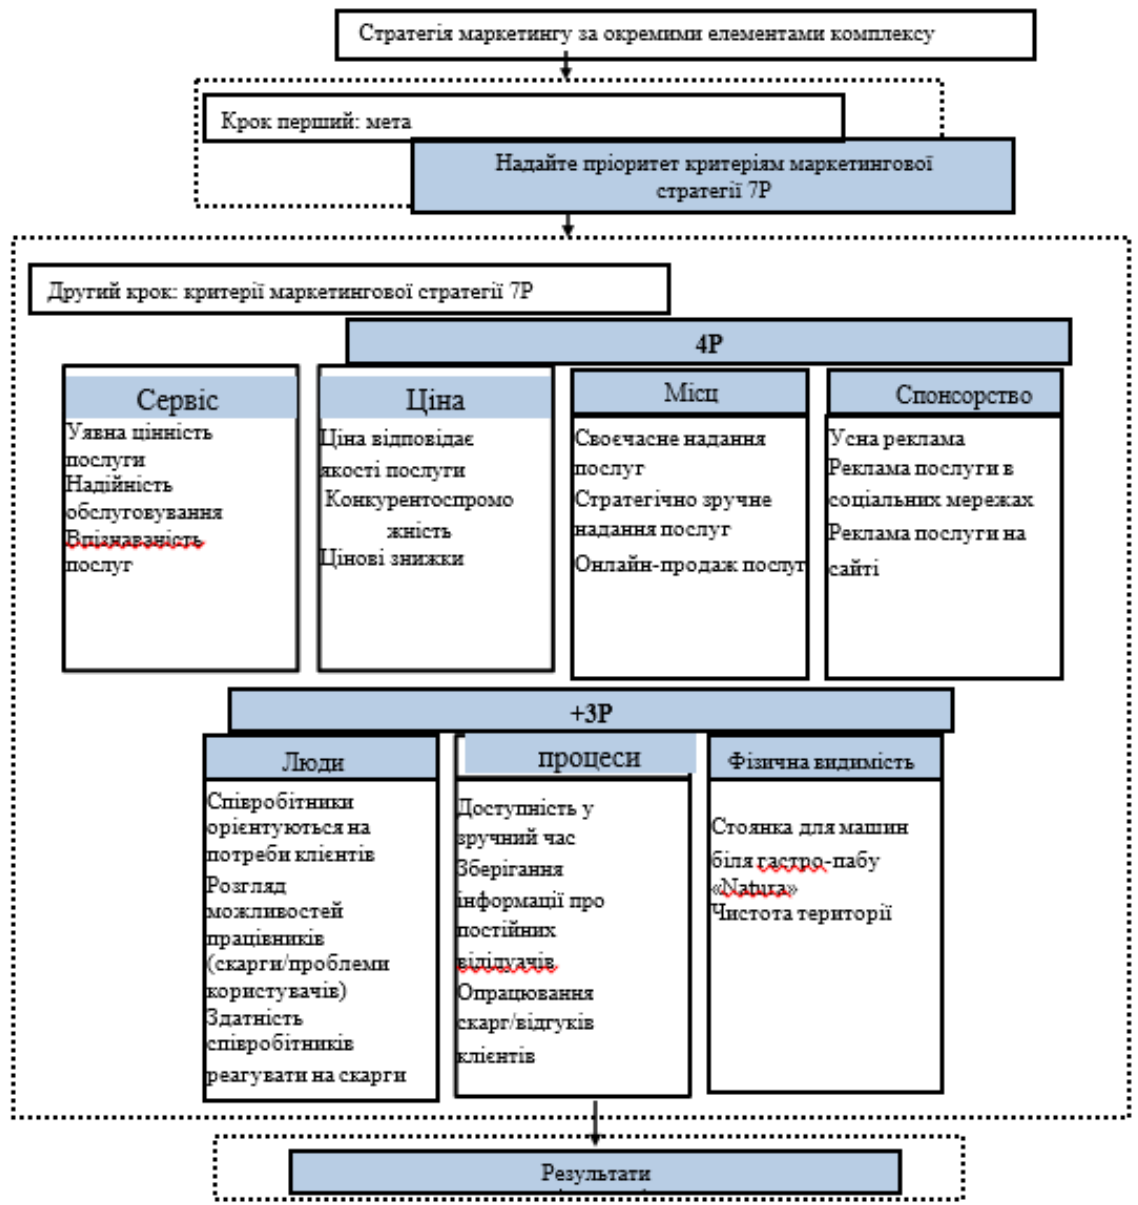 Стратегія маркетингу за окремими елементами комплексу
Крок перший: мета
Надайте пріоритет критеріям маркетингової
стратегії 7Р
Другий крок: критерії маркетингової стратегії 7Р
4Р
Сервіс
Уявна цінність
послуги
Надійність
обслуговування
Впізнаваність
послуг
Ціна
Ціна відповідає
якості послуги
Конкурентоспромо
жність
Цінові знижки
Місц
Своєчасне надання
послуг
Стратегічно зручне
надання послуг
Онлайн-продаж послуг
Спонсорство
Усна реклама
Реклама послуги в
соціальних мережах
Реклама послуги на
сайті
+3Р
Люди
Співробітники
орієнтуються на
потреби клієнтів
Розгляд
можливостей
працівників
(скарги/проблеми
користувачів)
Здатність
співробітників
реагувати на скарги
процеси
Доступність у
зручний час
Зберігання
інформації про
постійних
відідуачів
Опрацювання
скарг/відгуків
клієнтів
Фізична видимість
Стоянка для машин
біля гастро-пабу
«Natura»
Чистота території
Результати